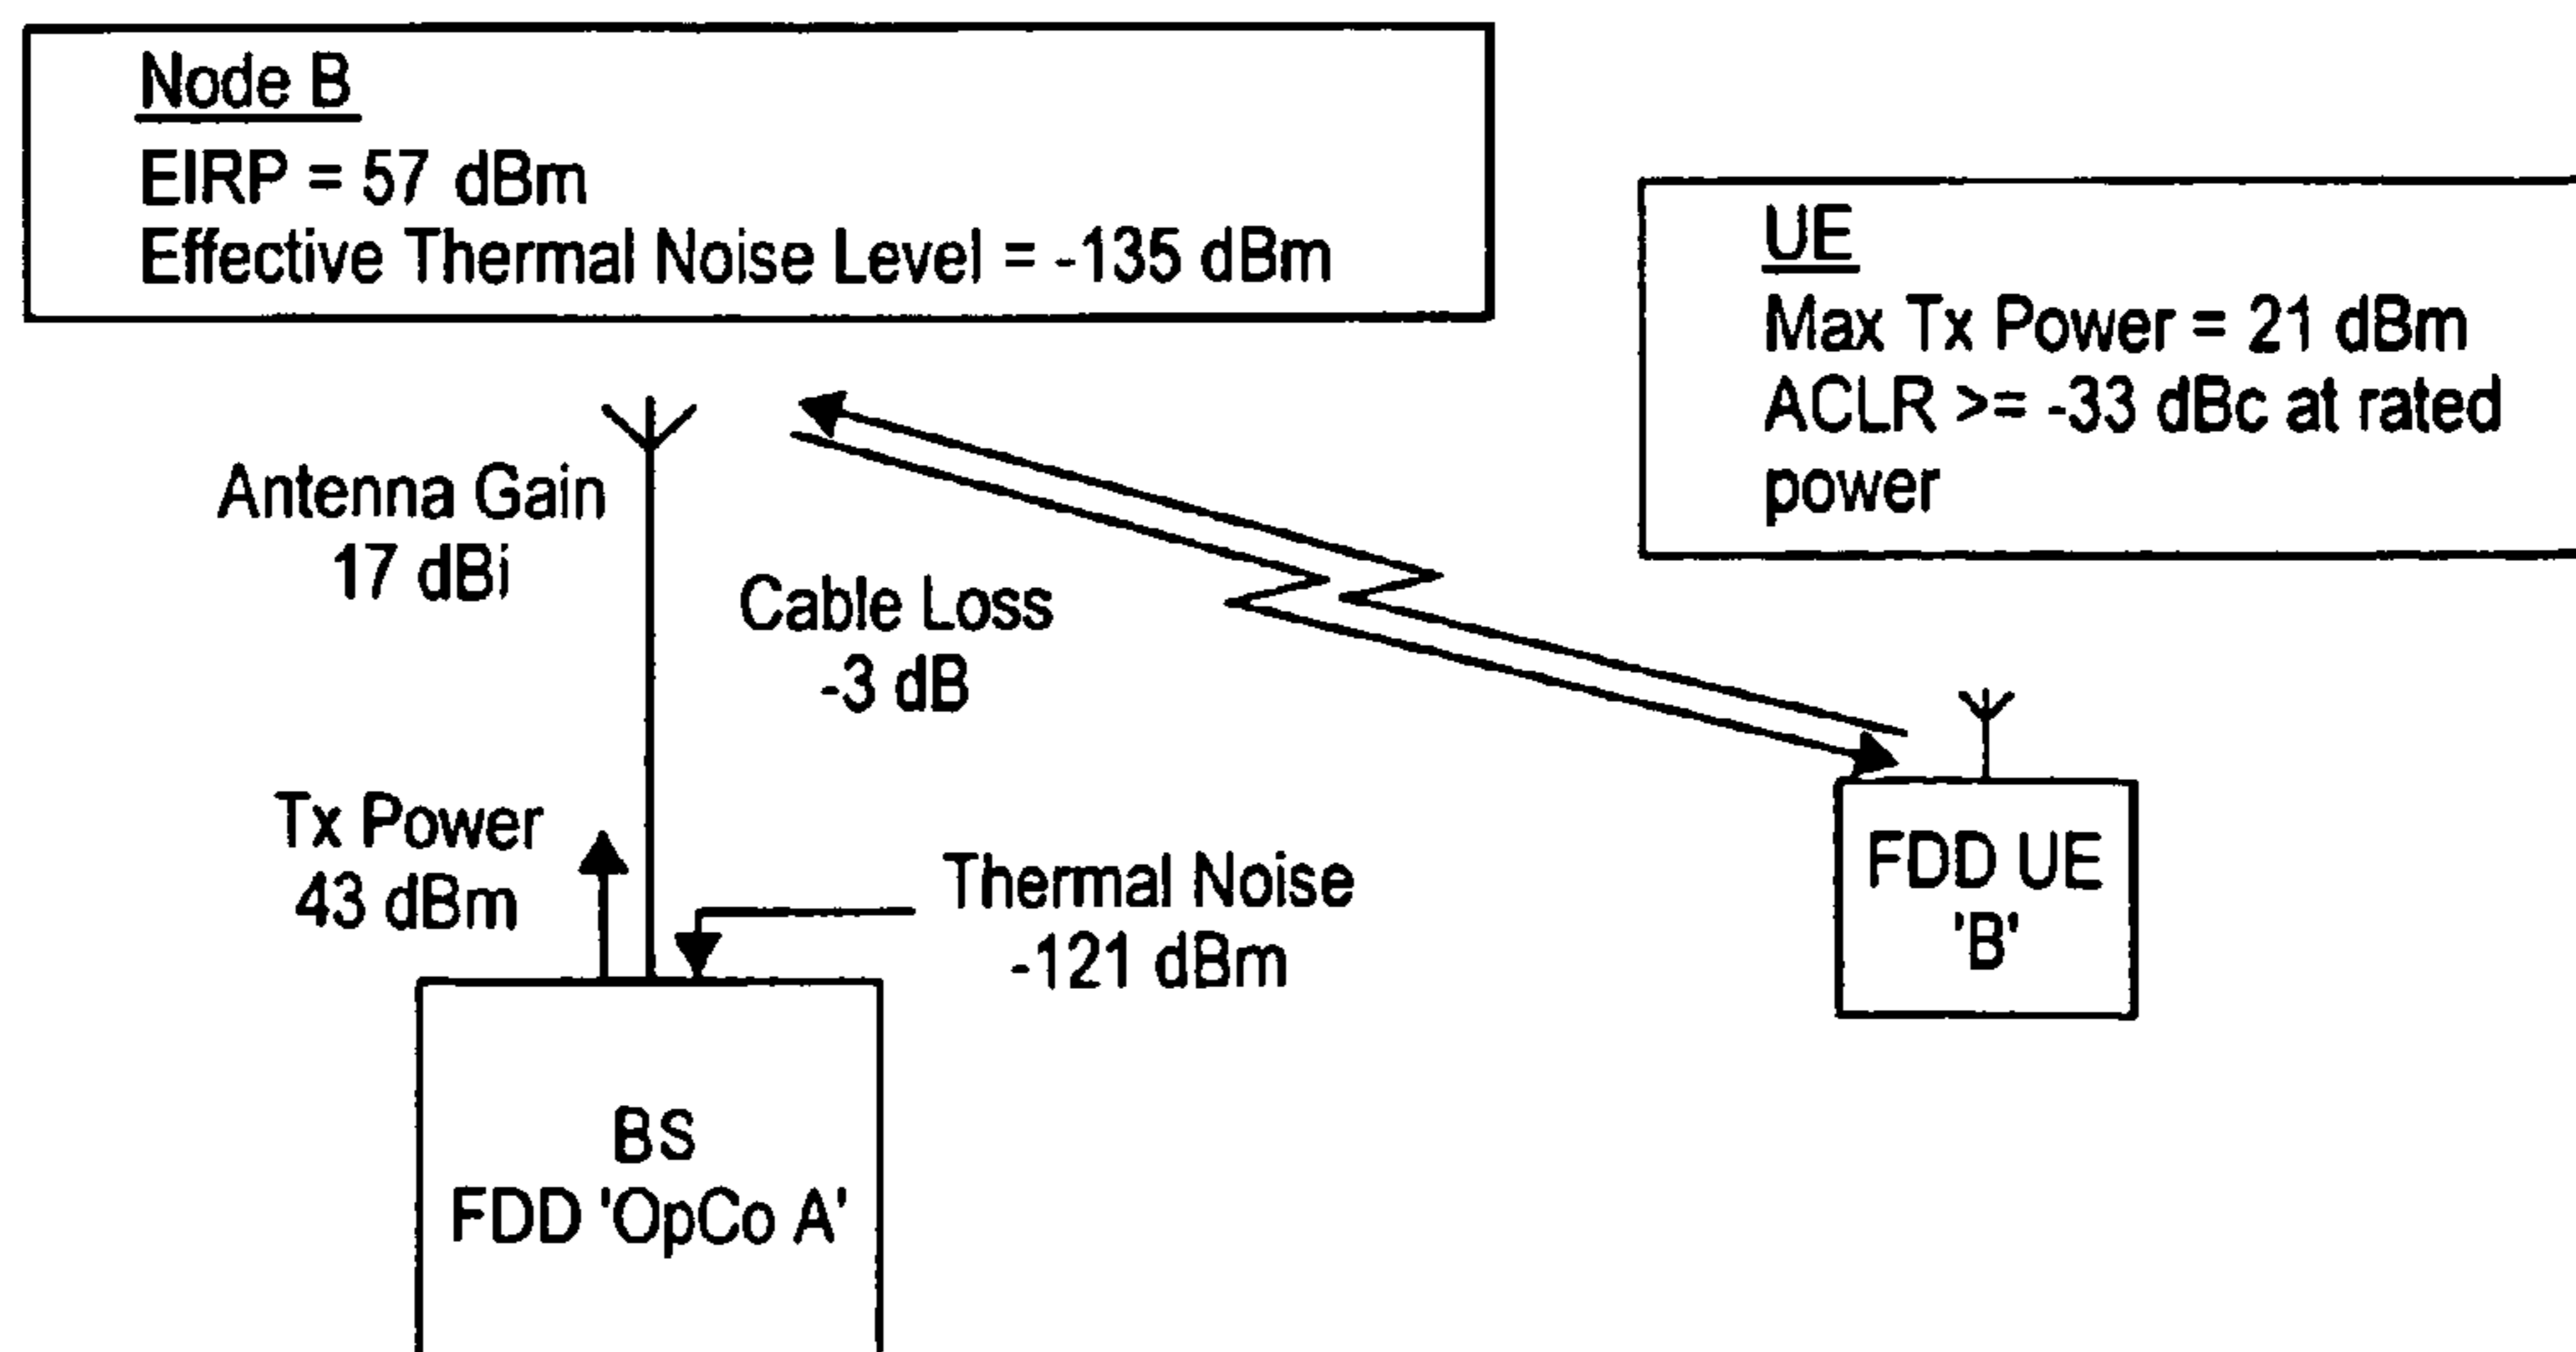 Node B
EIRP = 57 dBm
Effective Thermal Noise Level = -135 dBm
UE
Max Tx Power = 21 dBm
ACLR >= -33 dBc at rated
power
Antenna Gain
17 dBi
Cable Loss
-3 dB
Tx Power
43 dBm
Thermal Noise
-121 dBm
FDD UE
'B'
BS
FDD 'OpCo A'